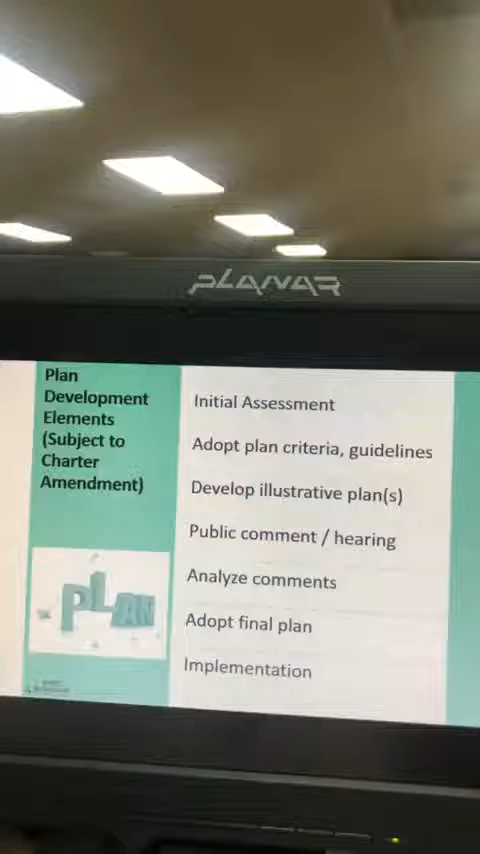 PLANAR
Plan
Development
Elements
(Subject to
Charter
Amendment)
Initial Assessment
Adopt plan criteria, guidelines
Develop illustrative plan(s)
Public comment / hearing
Analyze comments
Adopt final plan
Implementation
PLAN